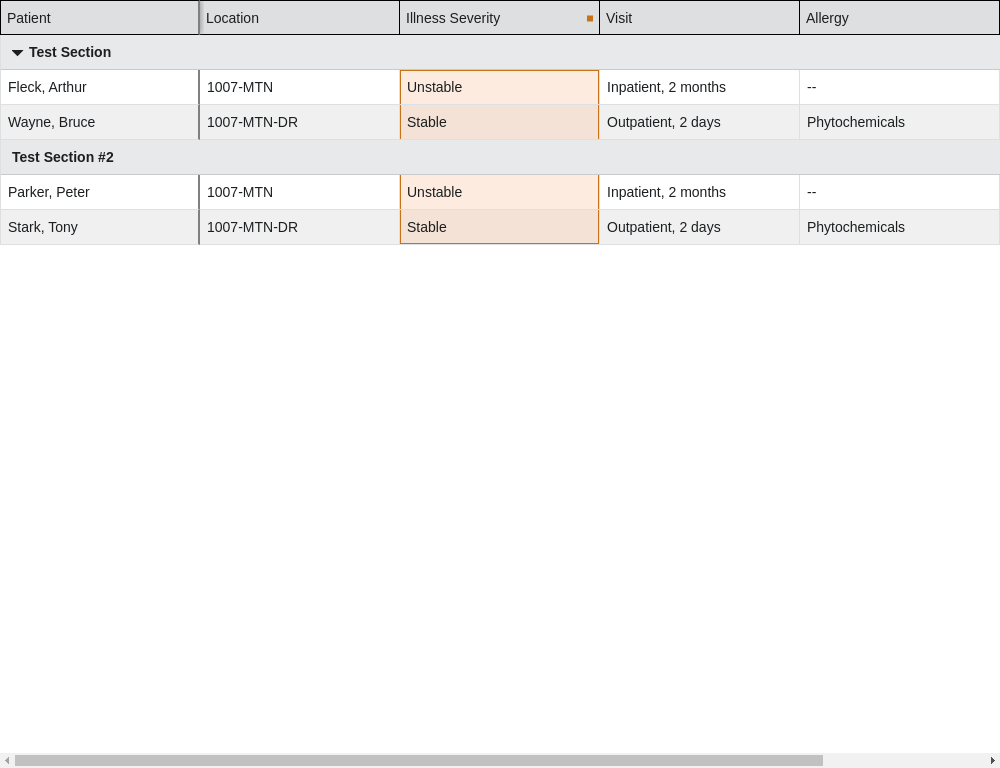 Patient Location Illness Severity Visit Allergy
Test Section
Fleck, Arthur 1007-MTN Unstable Inpatient, 2 months --
Wayne, Bruce 1007-MTN-DR Stable Outpatient, 2 days Phytochemicals
Test Section #2
Parker, Peter 1007-MTN Unstable Inpatient, 2 months --
Stark, Tony 1007-MTN-DR Stable Outpatient, 2 days Phytochemicals